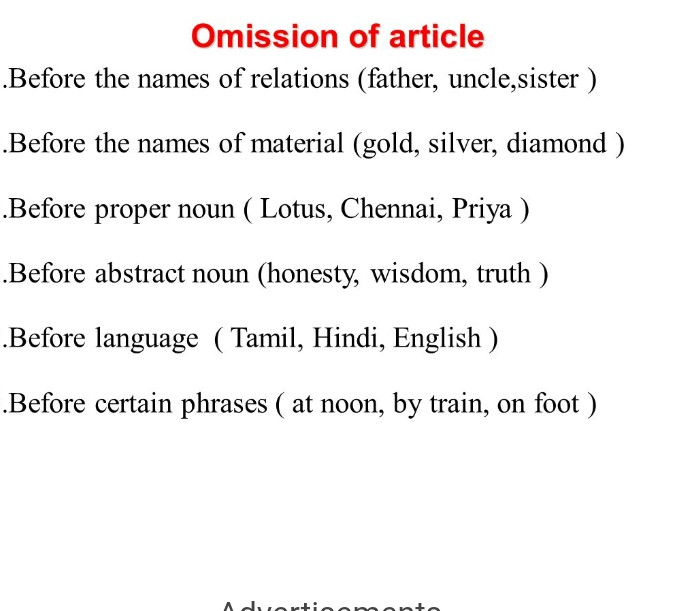 Omission of article
.Before the names of relations (father, uncle,sister )
.Before the names of material (gold, silver, diamond )
.Before proper noun ( Lotus, Chennai, Priya )
.Before abstract noun (honesty, wisdom, truth )
.Before language ( Tamil, Hindi, English )
.Before certain phrases ( at noon, by train, on foot )
Advertisements